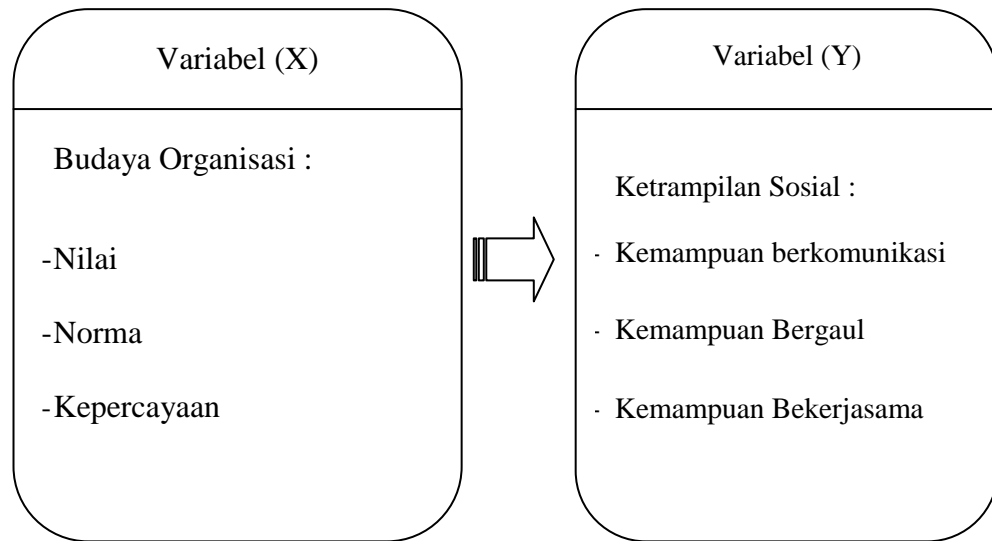 Variabel (X)
Budaya Organisasi :
-Nilai
-Norma
-Kepercayaan
Variabel (Y)
Ketrampilan Sosial :
- Kemampuan berkomunikasi
- Kemampuan Bergaul
- Kemampuan Bekerjasama